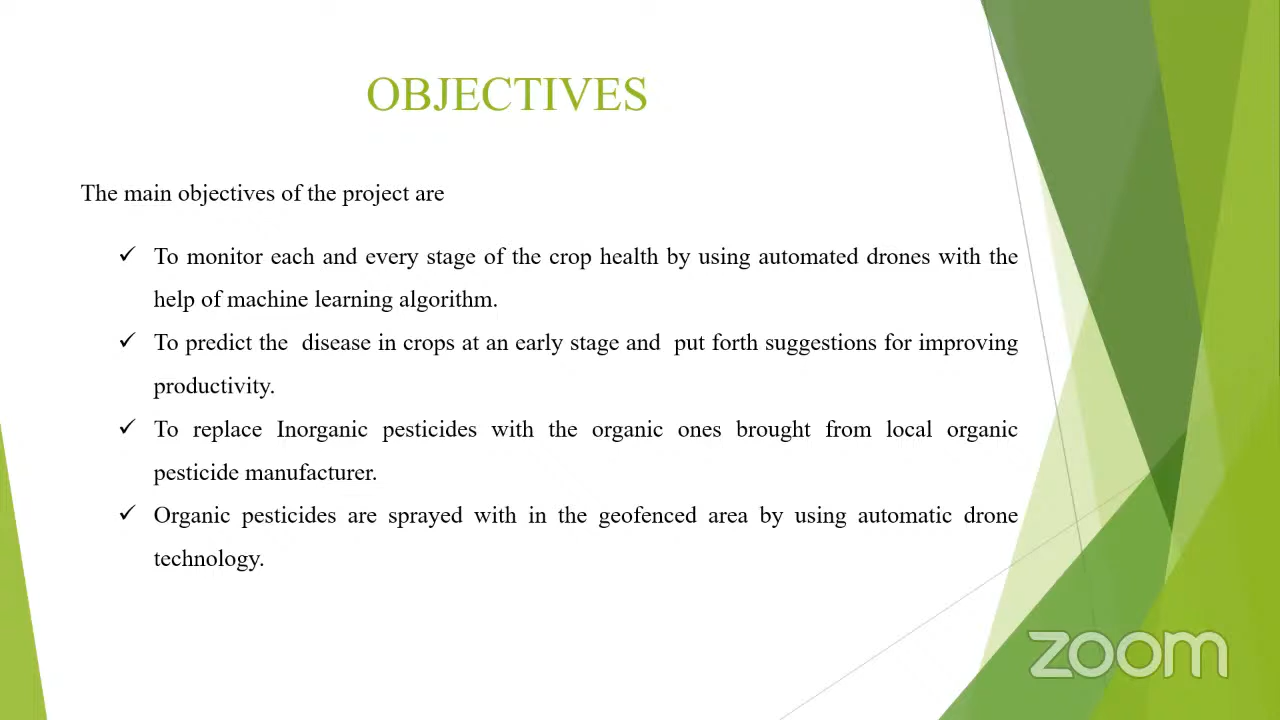 OBJECTIVES
The main objectives of the project are
✓ To monitor each and every stage of the crop health by using automated drones with the
help of machine learning algorithm.
✓ To predict the disease in crops at an early stage and put forth suggestions for improving
productivity.
✓ To replace Inorganic pesticides with the organic ones brought from local organic
pesticide manufacturer.
✓ Organic pesticides are sprayed with in the geofenced area by using automatic drone
technology.
zoom